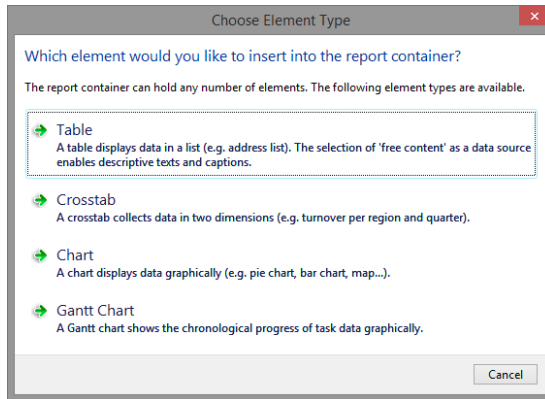 Choose Element Type
Which element would you like to insert into the report container?
The report container can hold any number of elements. The following element types are available.
Table
A table displays data in a list (e.g. address list). The selection of 'free content' as a data source
enables descriptive texts and captions.
Crosstab
A crosstab collects data in two dimensions (e.g. turnover per region and quarter).
Chart
A chart displays data graphically (e.g. pie chart, bar chart, map...).
Gantt Chart
A Gantt chart shows the chronological progress of task data graphically.
Cancel